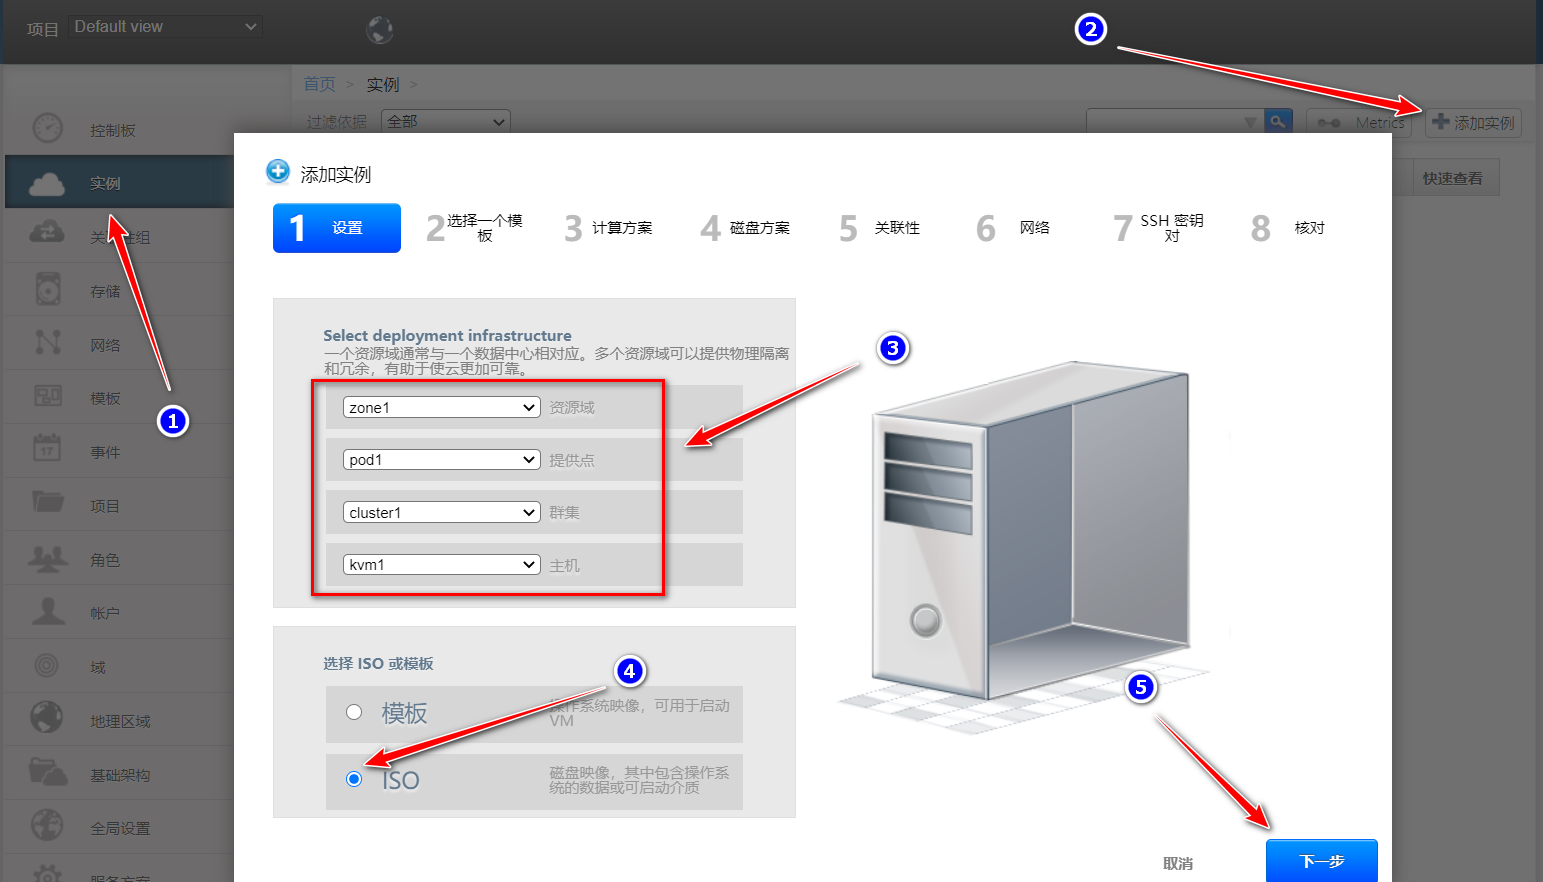 项目 Default view
2
首页 > 实例 >
过滤依据 全部
Metrics
添加实例
快速查看
控制板
实例
存储
网络
模板
17
事件
项目
角色
帐户
域
地理区域
基础架构
全局设置
服务方案
1
添加实例
1 设置
2 选择一个模
板
3 计算方案
4 磁盘方案
5 关联性
6 网络
7 SSH 密钥
对
8 核对
Select deployment infrastructure
一个资源域通常与一个数据中心相对应。多个资源域可以提供物理隔离
和冗余，有助于使云更加可靠。
3
zone1 资源域
pod1 提供点
cluster1 群集
kvm1 主机
选择 ISO 或模板
4
模板
操作系统映像，可用于启动
VM
ISO
磁盘映像，其中包含操作系
统的数据或可启动介质
5
取消
下一步